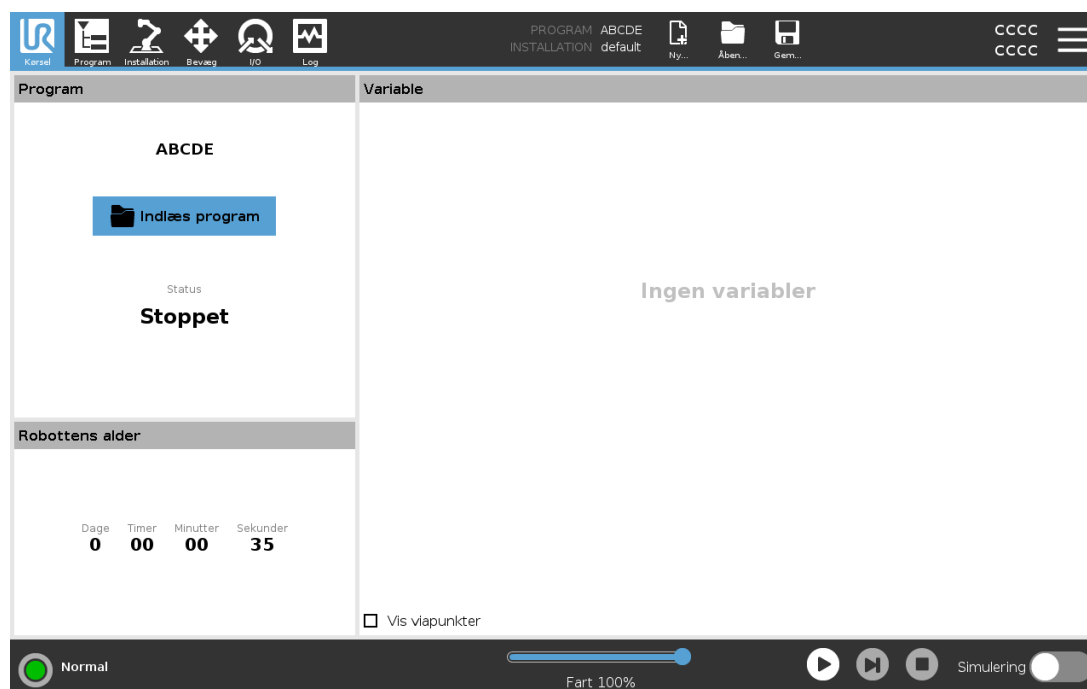 PROGRAM ABCDE
INSTALLATION default
CCCC
CCCC
Kørsel Program Installation Bevæg I/O Log Ny... Åben... Gem...
Program
Variable
ABCDE
Indlæs program
Status
Stoppet
Ingen variabler
Robottens alder
Dage Timer Minutter Sekunder
0 00 00 35
Vis viapunkter
Normal
Fart 100%
Simulering